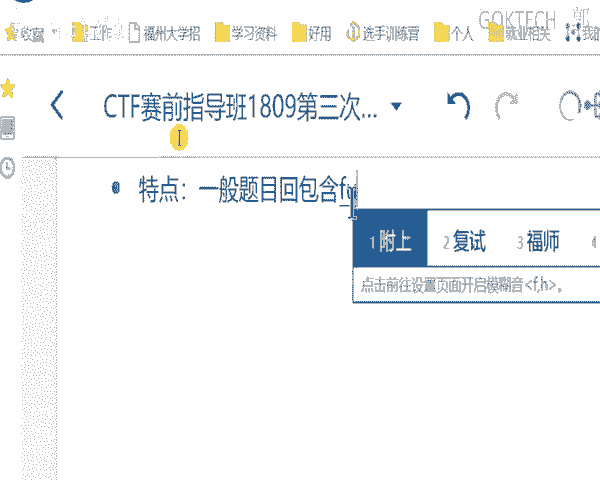 GOKTECH 郭
收藏 工作 福州大学招 学习资料 好用 选手训练营 个人 就业相关 我的
CTF赛前指导班1809第三次...
特点：一般题目回包含f
1 附上 2 复试 3 福师 4
点击前往设置页面开启模糊音<f,h>。